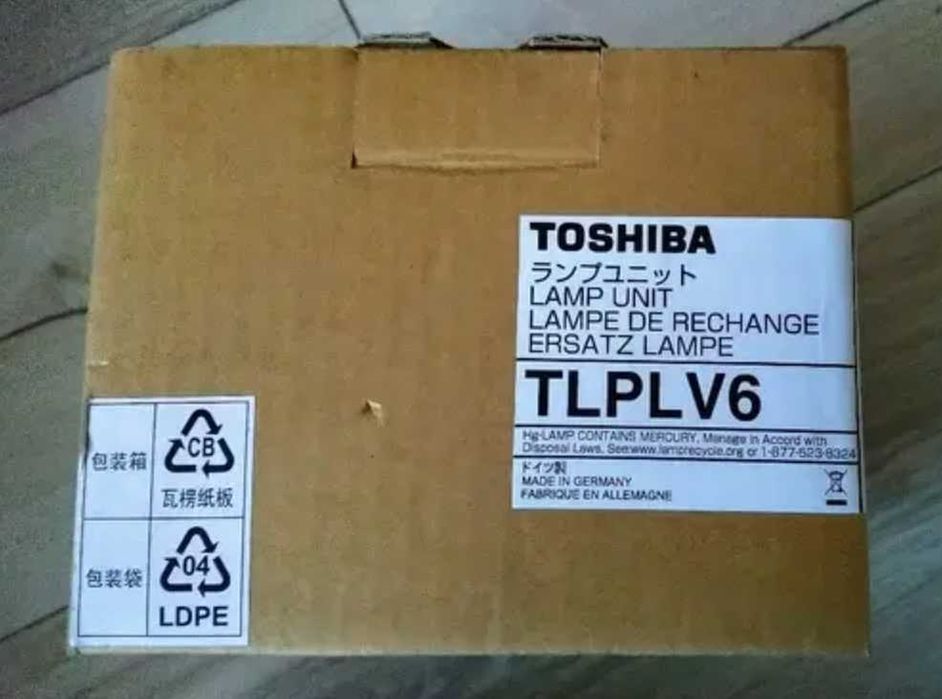 TOSHIBA
ランプユニット
LAMP UNIT
LAMPE DE RECHANGE
ERSATZ LAMPE
TLPLV6
Hg-LAMP CONTAINS MERCURY, Manage in Accord with
Disposal Laws. See:www.lamprecycle.org or 1-877-523-8324
ドイツ製
MADE IN GERMANY
FABRIQUÉ EN ALLEMAGNE
包装箱
CB
瓦楞纸板
包装袋
04
LDPE